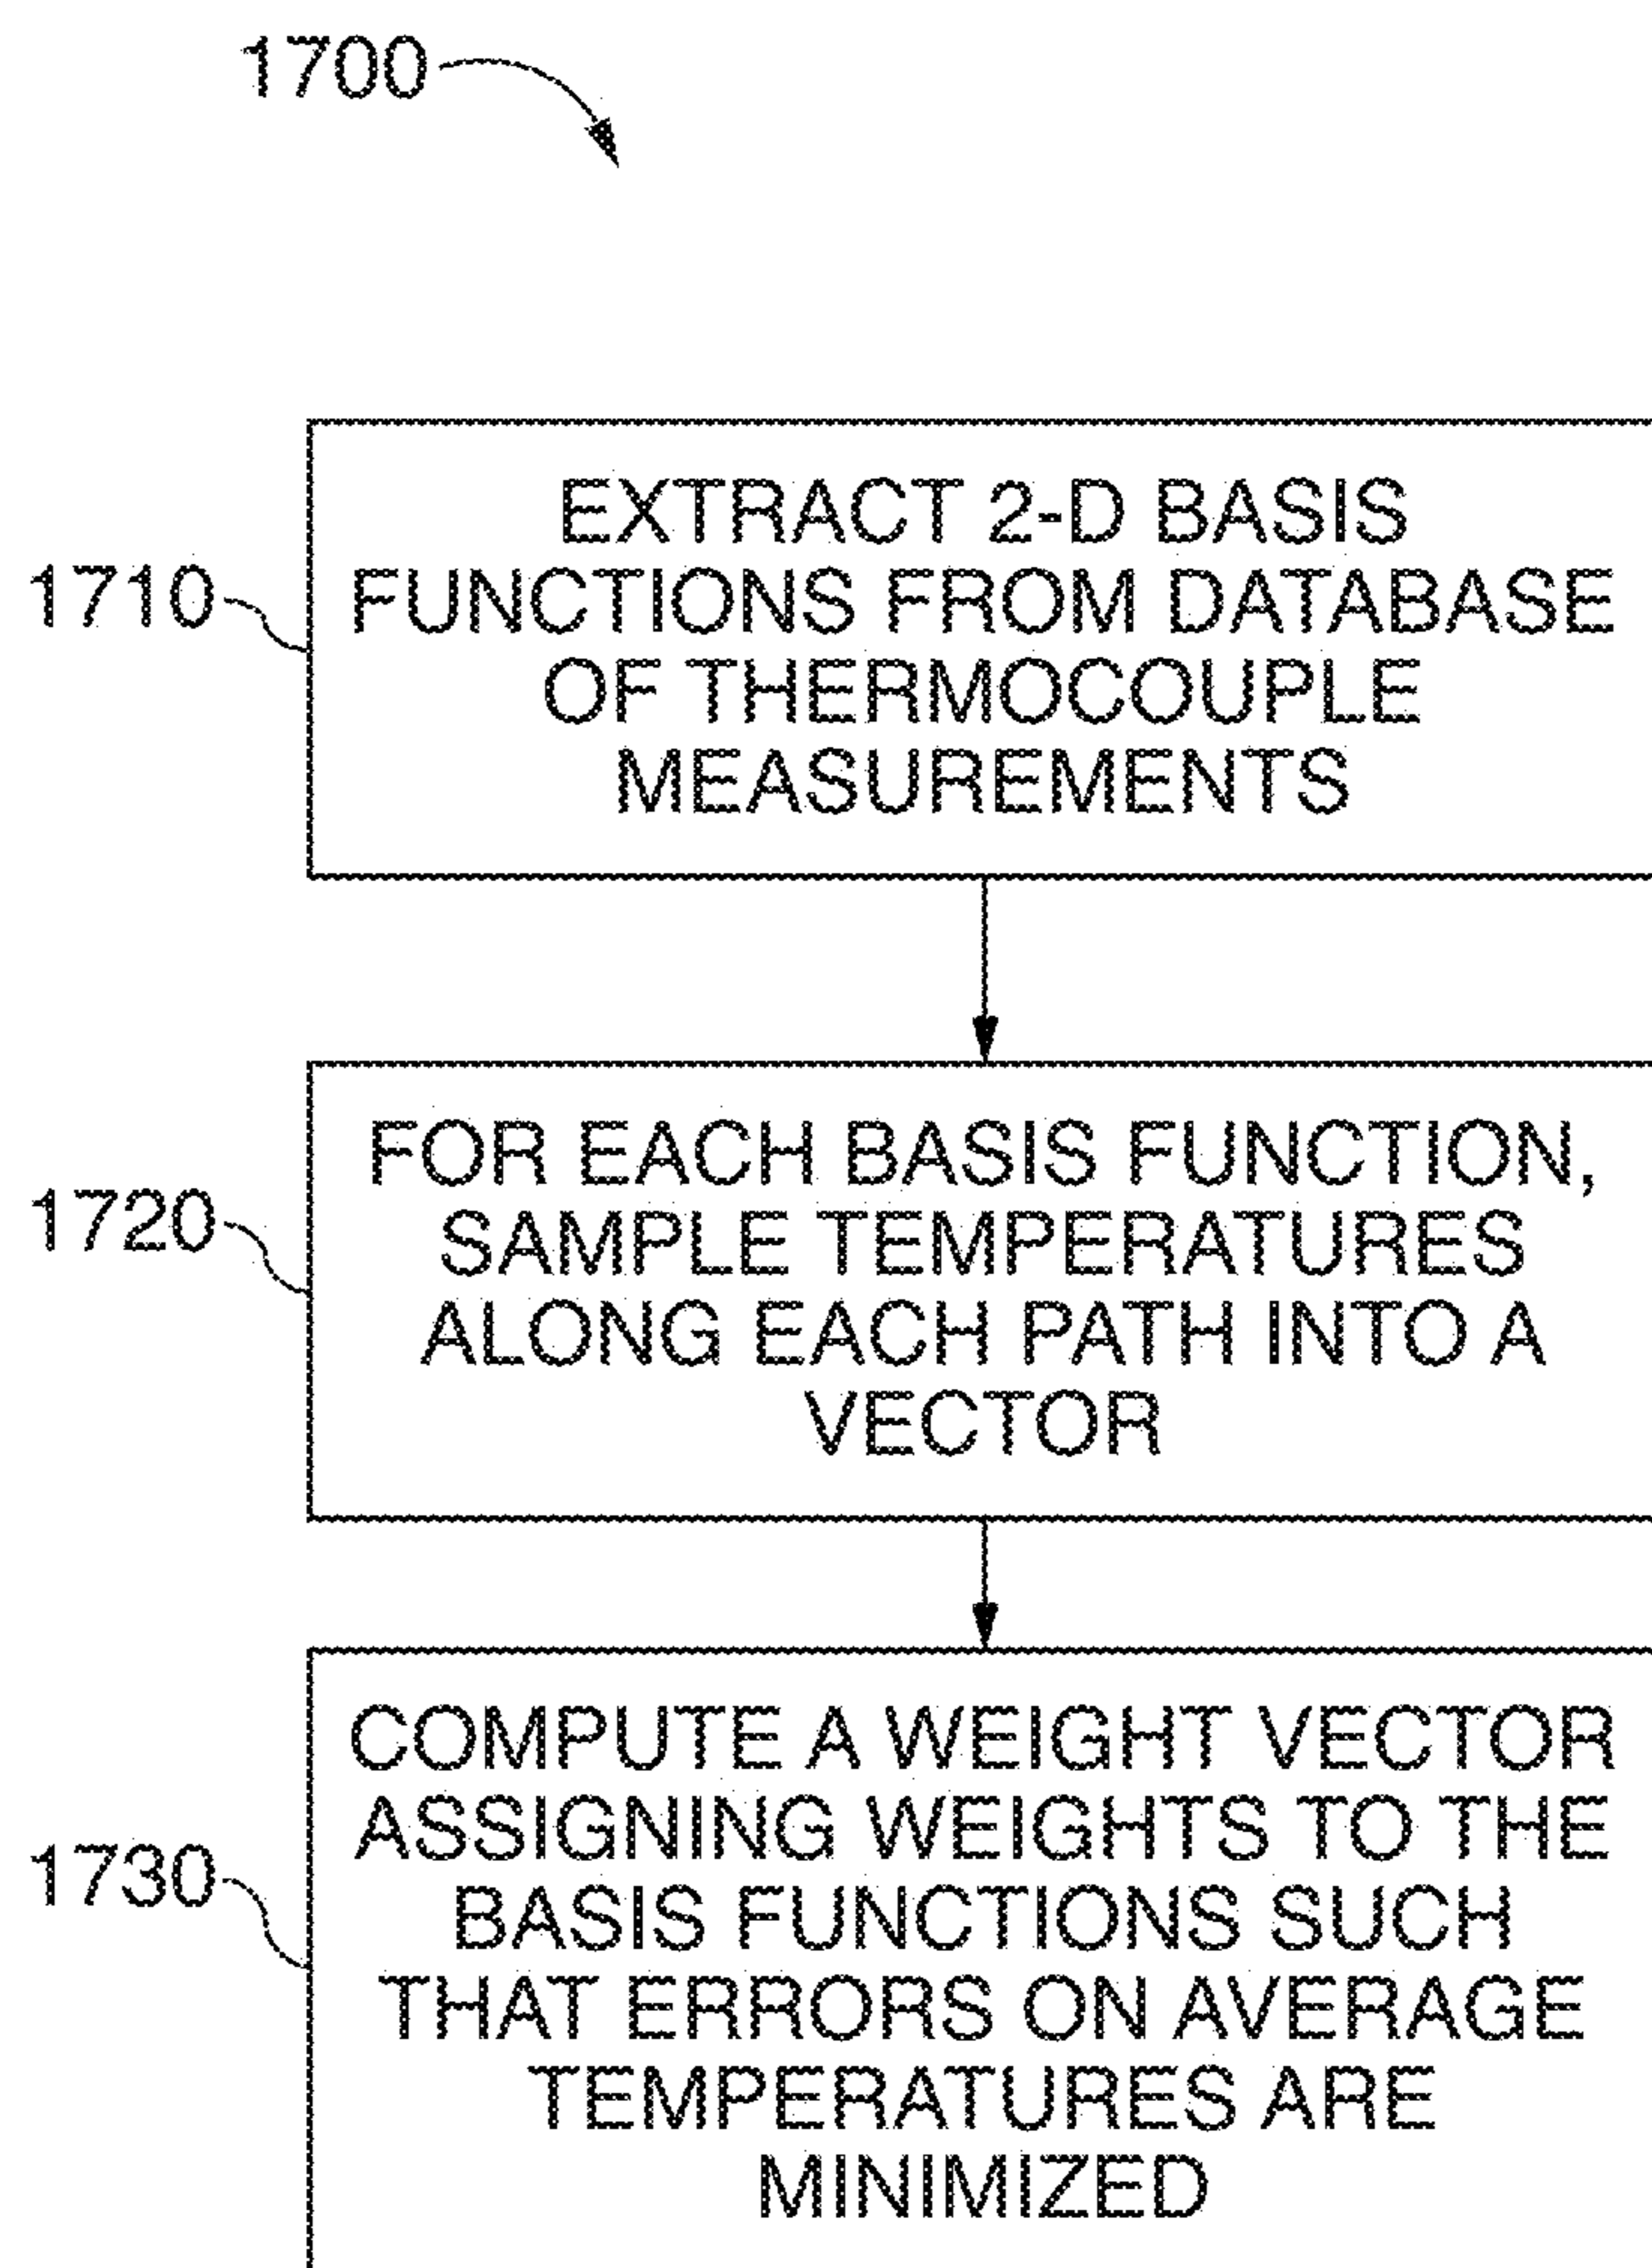 1700
EXTRACT 2-D BASIS
FUNCTIONS FROM DATABASE
OF THERMOCOUPLE
MEASUREMENTS
1710
FOR EACH BASIS FUNCTION,
SAMPLE TEMPERATURES
ALONG EACH PATH INTO A
VECTOR
1720
COMPUTE A WEIGHT VECTOR
ASSIGNING WEIGHTS TO THE
BASIS FUNCTIONS SUCH
THAT ERRORS ON AVERAGE
TEMPERATURES ARE
MINIMIZED
1730